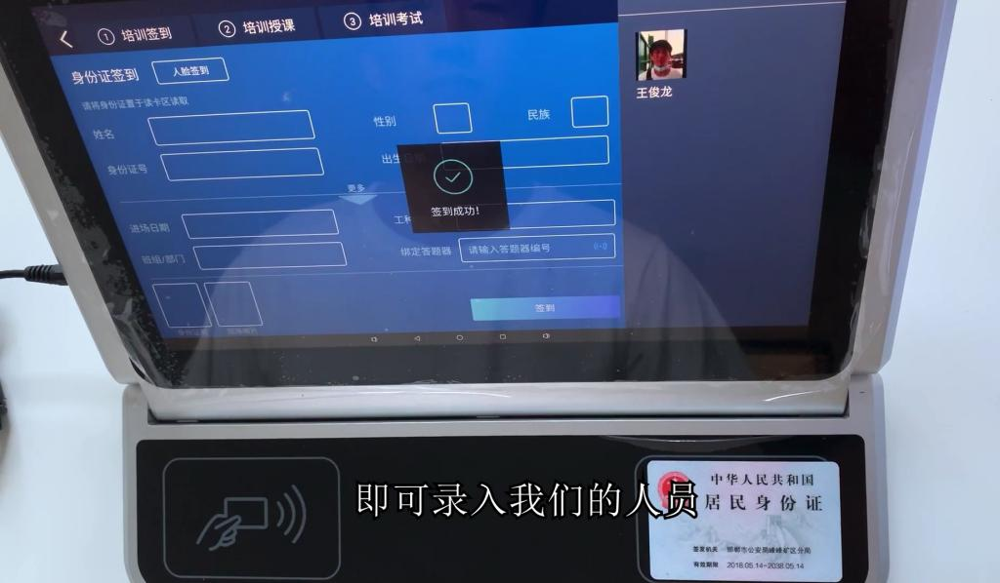 ① 培训签到 ② 培训授课 ③ 培训考试
身份证签到 人脸签到
请将身份证置于读卡区读取
姓名 性别 民族
身份证号 出生日期
更多
签到成功!
进场日期 工种
班组/部门 绑定答题器 请输入答题器编号
签到
王俊龙
即可录入我们的人员
中华人民共和国
居民身份证
签发机关 邯郸市公安局峰峰矿区分局
有效期限 2018.05.14-2038.05.14